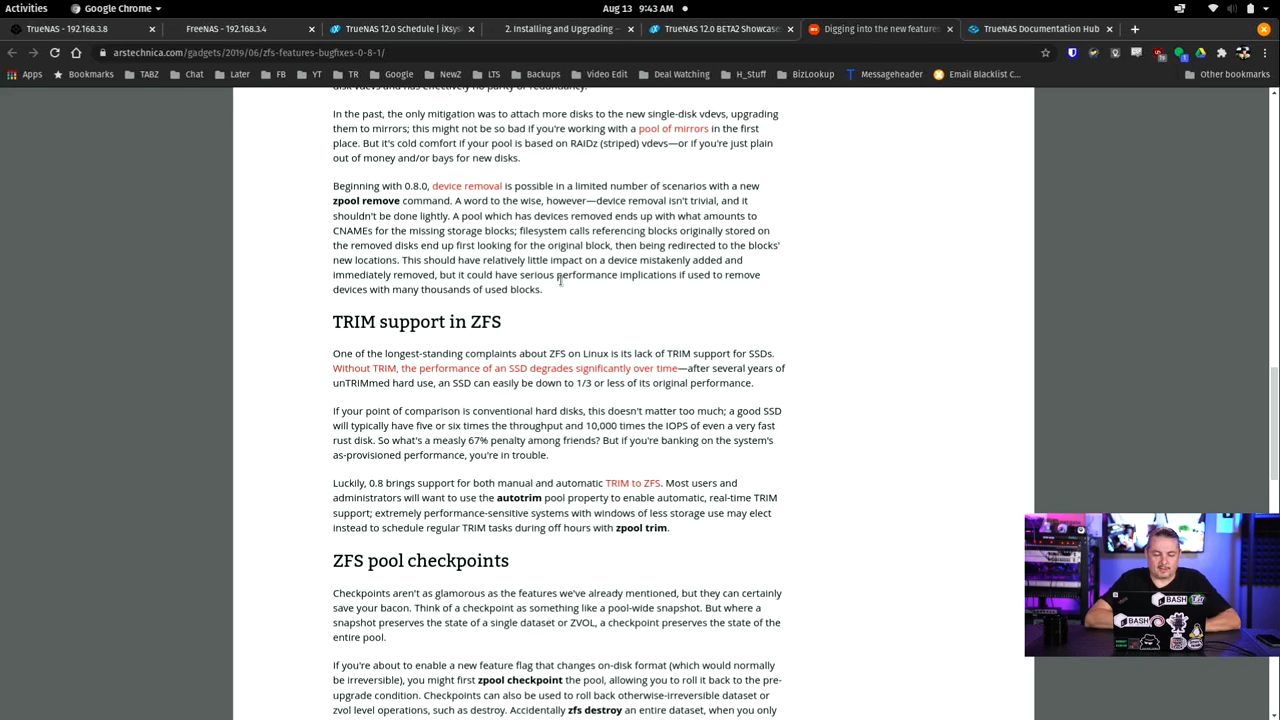 Activities
Google Chrome
Aug 13 9:43 AM
TrueNAS - 192.168.3.8
FreeNAS - 192.168.3.4
TrueNAS 12.0 Schedule | iXsys
2. Installing and Upgrading —
TrueNAS 12.0 BETA2 Showcase
Digging into the new features
TrueNAS Documentation Hub
arstechnica.com/gadgets/2019/06/zfs-features-bugfixes-0-8-1/
Apps
Bookmarks
TABZ
Chat
Later
FB
YT
TR
Google
NewZ
LTS
Backups
Video Edit
Deal Watching
H_Stuff
BizLookup
Messageheader
Email Blacklist C...
Other bookmarks
disk vdevs and has effectively no parity or redundancy.
In the past, the only mitigation was to attach more disks to the new single-disk vdevs, upgrading
them to mirrors; this might not be so bad if you're working with a pool of mirrors in the first
place. But it's cold comfort if your pool is based on RAIDz (striped) vdevs—or if you're just plain
out of money and/or bays for new disks.
Beginning with 0.8.0, device removal is possible in a limited number of scenarios with a new
zpool remove command. A word to the wise, however—device removal isn't trivial, and it
shouldn't be done lightly. A pool which has devices removed ends up with what amounts to
CNAMEs for the missing storage blocks; filesystem calls referencing blocks originally stored on
the removed disks end up first looking for the original block, then being redirected to the blocks'
new locations. This should have relatively little impact on a device mistakenly added and
immediately removed, but it could have serious performance implications if used to remove
devices with many thousands of used blocks.
TRIM support in ZFS
One of the longest-standing complaints about ZFS on Linux is its lack of TRIM support for SSDs.
Without TRIM, the performance of an SSD degrades significantly over time—after several years of
unTRIMmed hard use, an SSD can easily be down to 1/3 or less of its original performance.
If your point of comparison is conventional hard disks, this doesn't matter too much; a good SSD
will typically have five or six times the throughput and 10,000 times the IOPS of even a very fast
rust disk. So what's a measly 67% penalty among friends? But if you're banking on the system's
as-provisioned performance, you're in trouble.
Luckily, 0.8 brings support for both manual and automatic TRIM to ZFS. Most users and
administrators will want to use the autotrim pool property to enable automatic, real-time TRIM
support; extremely performance-sensitive systems with windows of less storage use may elect
instead to schedule regular TRIM tasks during off hours with zpool trim.
ZFS pool checkpoints
Checkpoints aren't as glamorous as the features we've already mentioned, but they can certainly
save your bacon. Think of a checkpoint as something like a pool-wide snapshot. But where a
snapshot preserves the state of a single dataset or ZVOL, a checkpoint preserves the state of the
entire pool.
If you're about to enable a new feature flag that changes on-disk format (which would normally
be irreversible), you might first zpool checkpoint the pool, allowing you to roll it back to the pre-
upgrade condition. Checkpoints can also be used to roll back otherwise-irreversible dataset or
zvol level operations, such as destroy. Accidentally zfs destroy an entire dataset, when you only
BASH
BASH